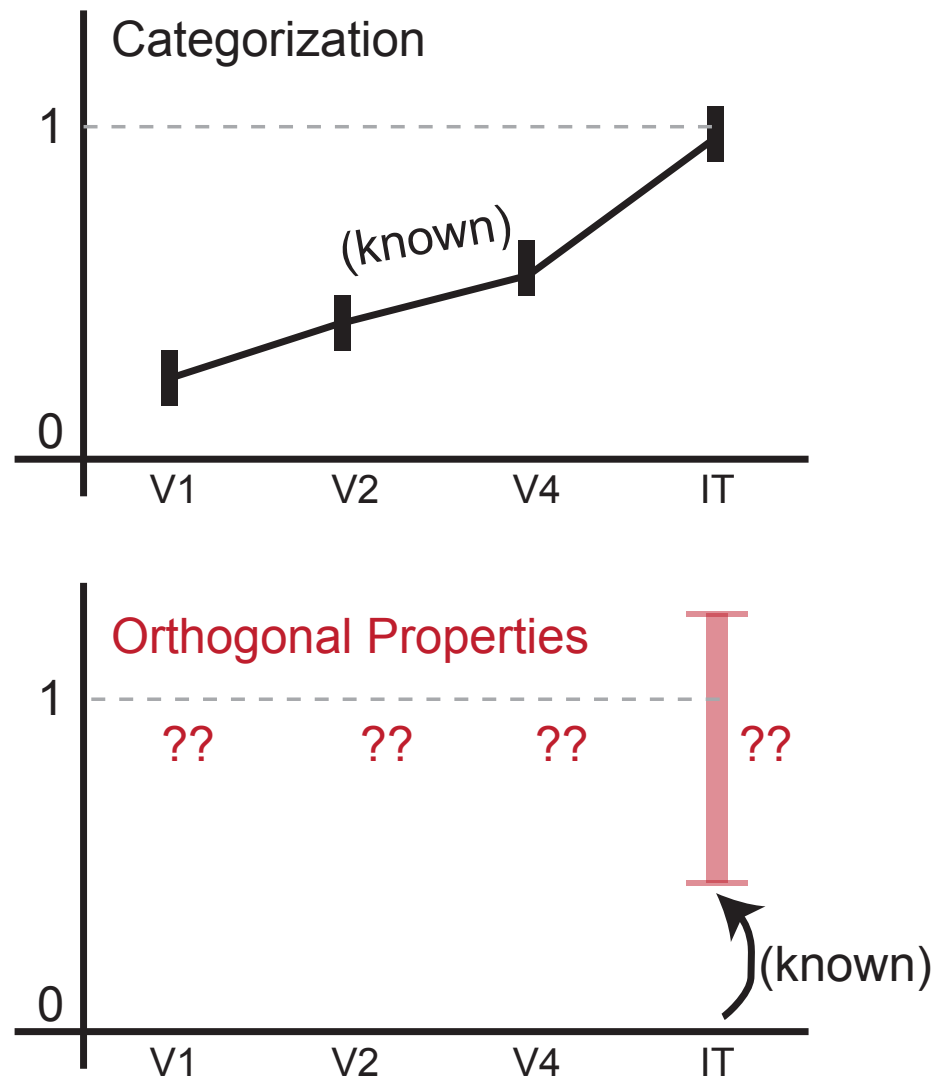 Categorization
1
(known)
0
V1 V2 V4 IT
Orthogonal Properties
1
?? ?? ?? ??
(known)
0
V1 V2 V4 IT